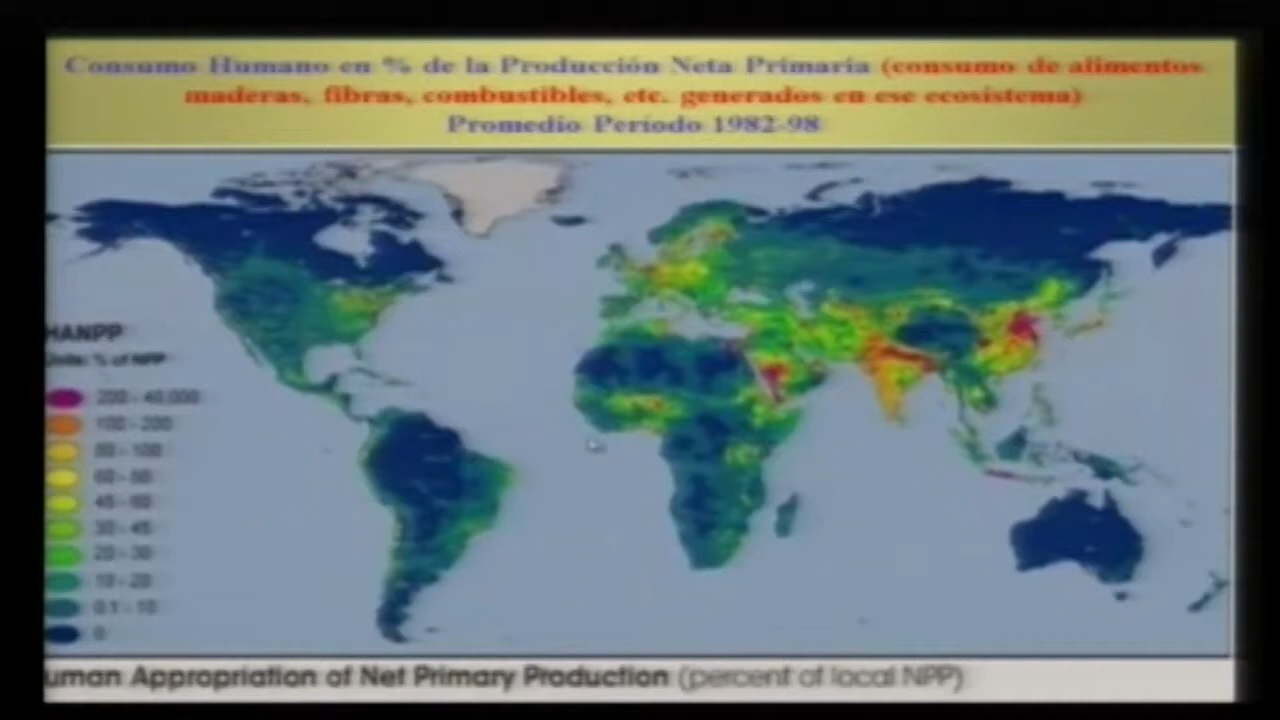 Consumo Humano en % de la Producción Neta Primaria (consumo de alimentos
maderas, fibras, combustibles, etc. generados en ese ecosistema)
Promedio Período 1982-98
HANPP
Units: % of NPP
200 - 40,000
100 - 200
80 - 100
60 - 80
45 - 60
30 - 45
20 - 30
10 - 20
0.1 - 10
0
uman Appropriation of Net Primary Production (percent of local NPP)